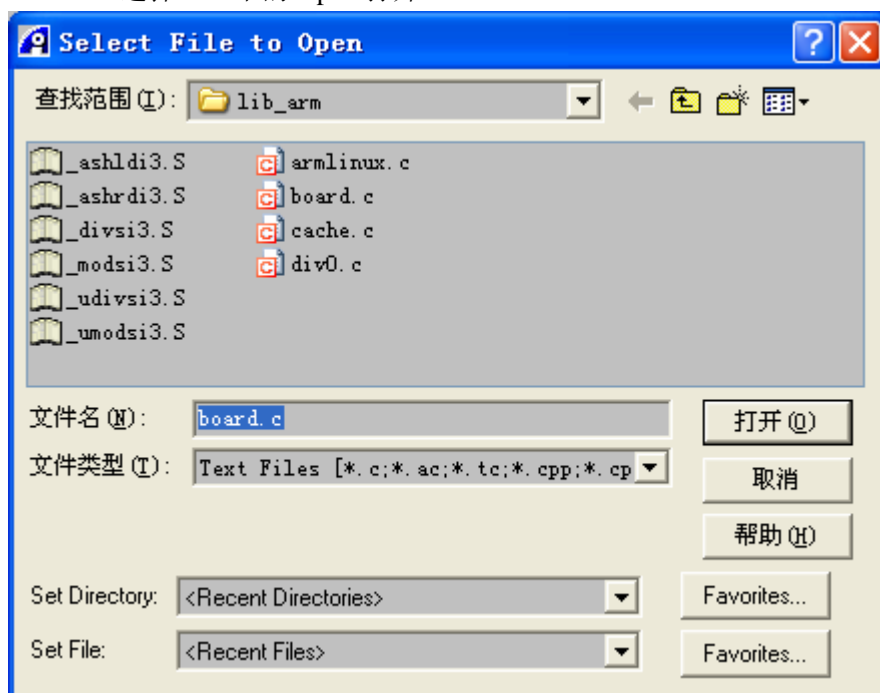 Select File to Open
查找范围(I):
lib_arm
_ashldi3.S
_ashrdi3.S
_divsi3.S
_modsi3.S
_udivsi3.S
_umodsi3.S
armlinux.c
board.c
cache.c
div0.c
文件名(N):
board.c
打开(O)
文件类型(T):
Text Files [*.c;*.ac;*.tc;*.cpp;*.cp
取消
帮助(H)
Set Directory:
<Recent Directories>
Favorites...
Set File:
<Recent Files>
Favorites...